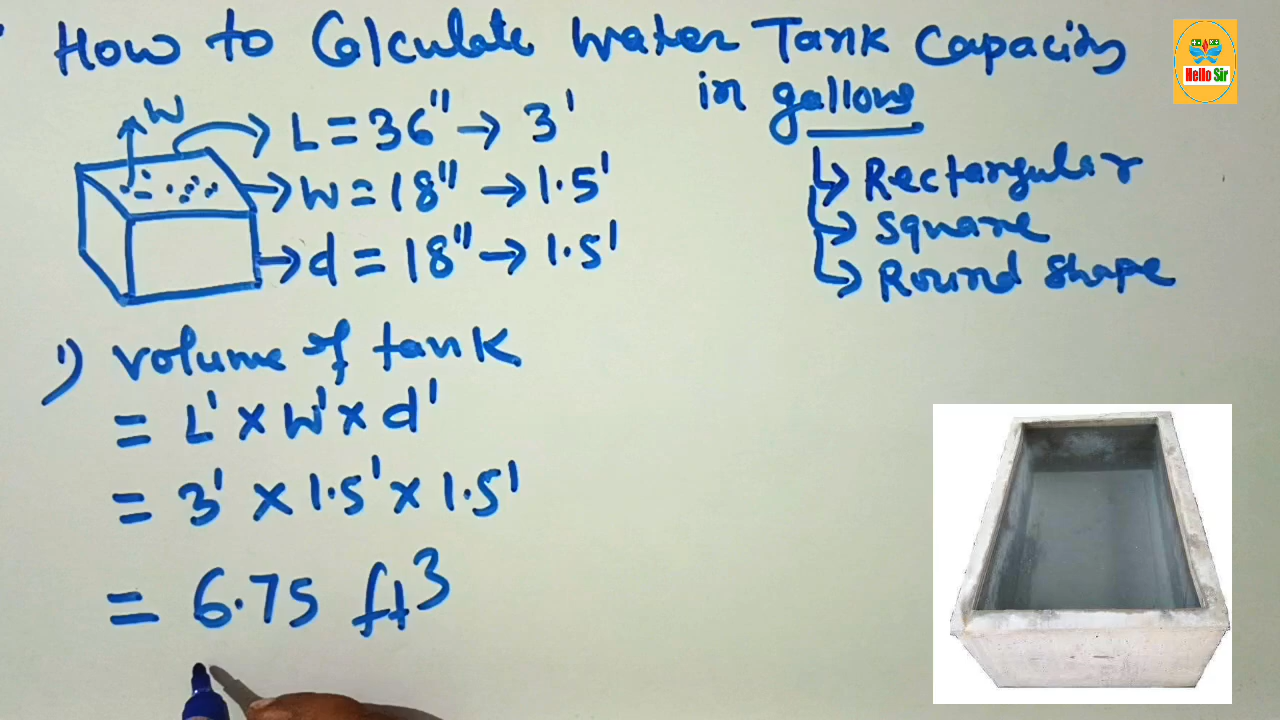 How to Calculate Water Tank Capacity
in gallons
W
L = 36" → 3'
W = 18" → 1.5'
d = 18" → 1.5'
↳ Rectangular
↳ Square
↳ Round Shape
1) Volume of tank
= L' × W' × d'
= 3' × 1.5' × 1.5'
= 6.75 ft3
Hello Sir